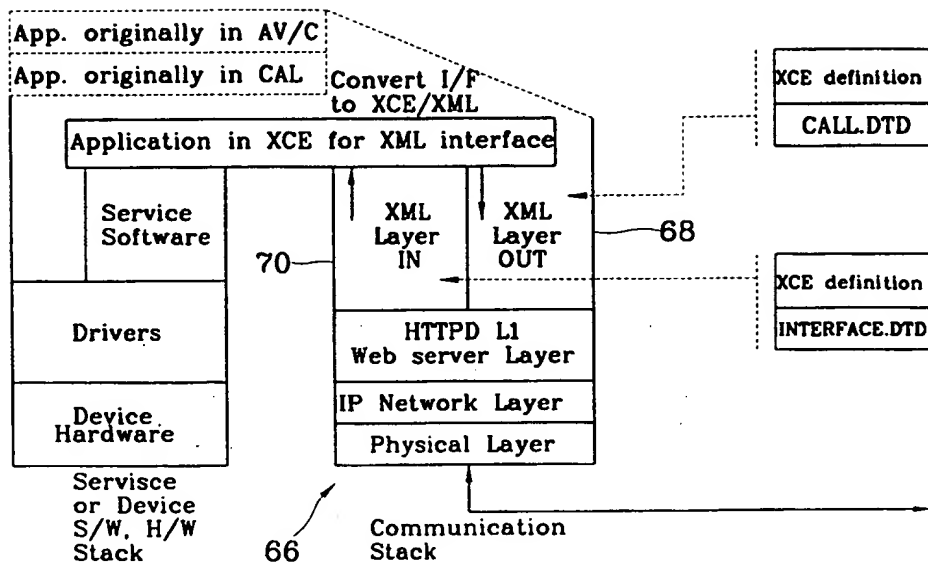 App. originally in AV/C
App. originally in CAL
Convert I/F
to XCE/XML
Application in XCE for XML interface
Service
Software
Drivers
Device
Hardware
Servisce
or Device
S/W, H/W
Stack
70
XML
Layer
IN
XML
Layer
OUT
68
HTTPD L1
Web server Layer
IP Network Layer
Physical Layer
66
Communication
Stack
XCE definition
CALL.DTD
XCE definition
INTERFACE.DTD